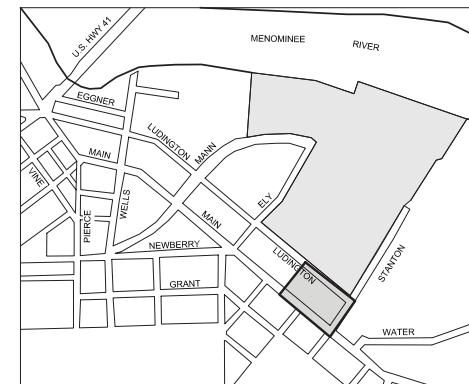 U.S. HWY 41
MENOMINEE
RIVER
EGGNER
LUDINGTON
MANN
MAIN
VINE
WELLS
ELY
PIERCE
MAIN
NEWBERRY
LUDINGTON
STANTON
GRANT
WATER